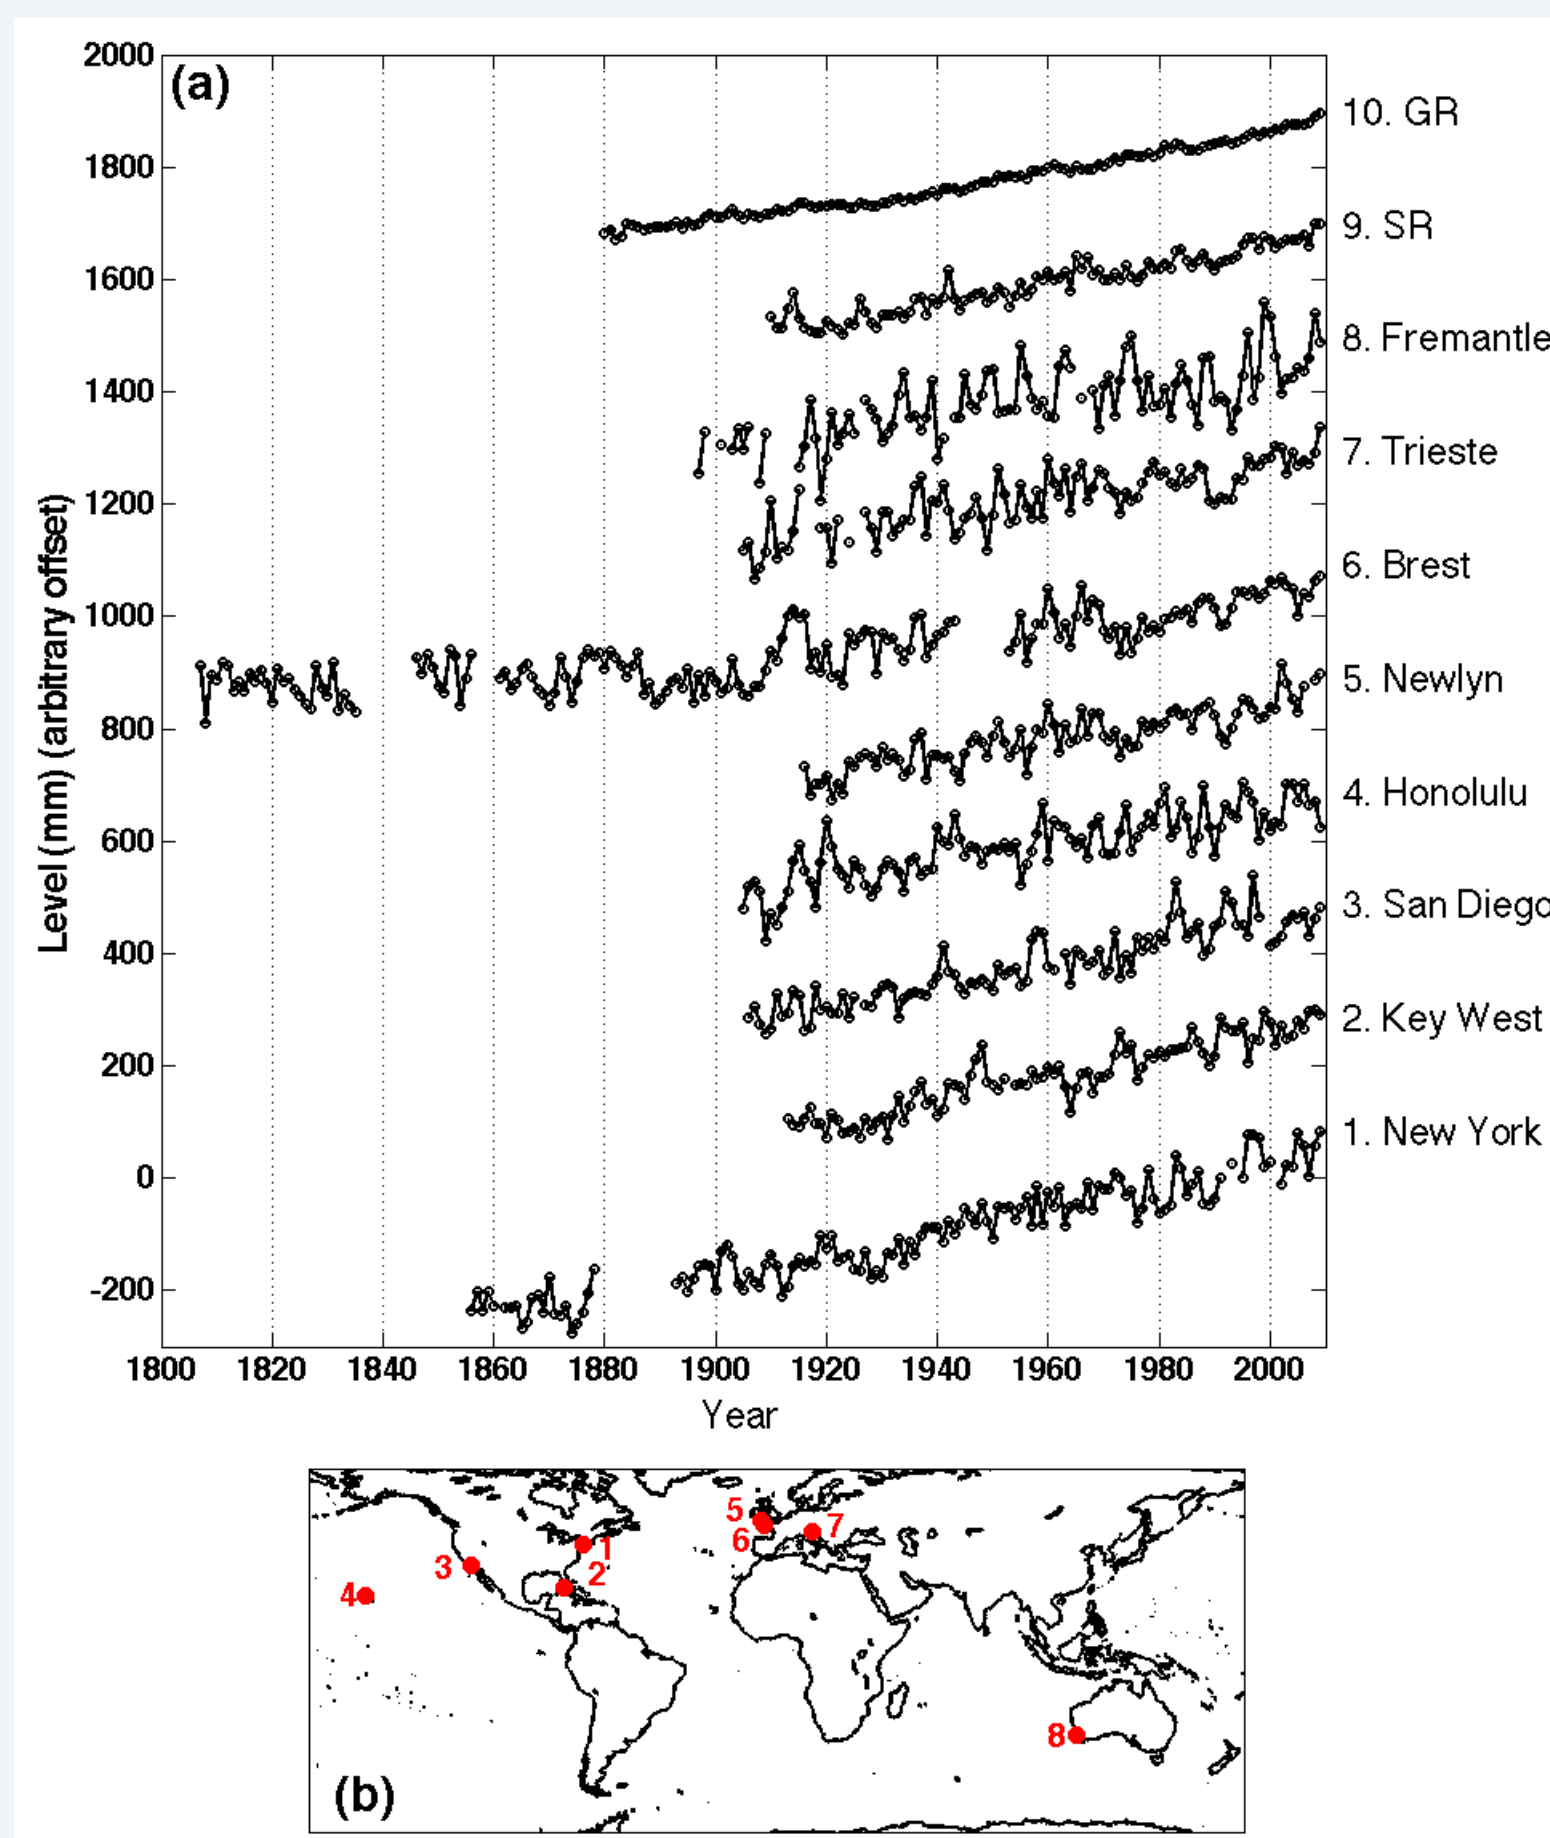 (a)
2000
1800
1600
1400
1200
1000
800
600
400
200
0
-200
Level (mm) (arbitrary offset)
10. GR
9. SR
8. Fremantle
7. Trieste
6. Brest
5. Newlyn
4. Honolulu
3. San Diego
2. Key West
1. New York
1800 1820 1840 1860 1880 1900 1920 1940 1960 1980 2000
Year
5
6
7
1
3
2
4
8
(b)